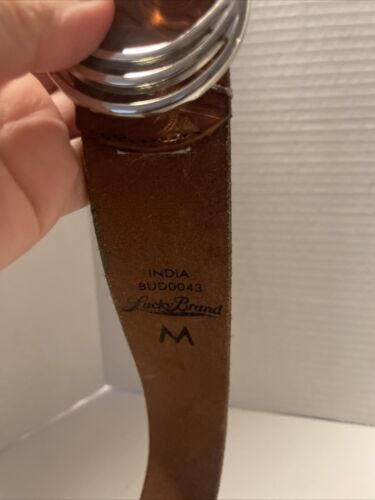 INDIA
BUD0043
Lucky Brand
M